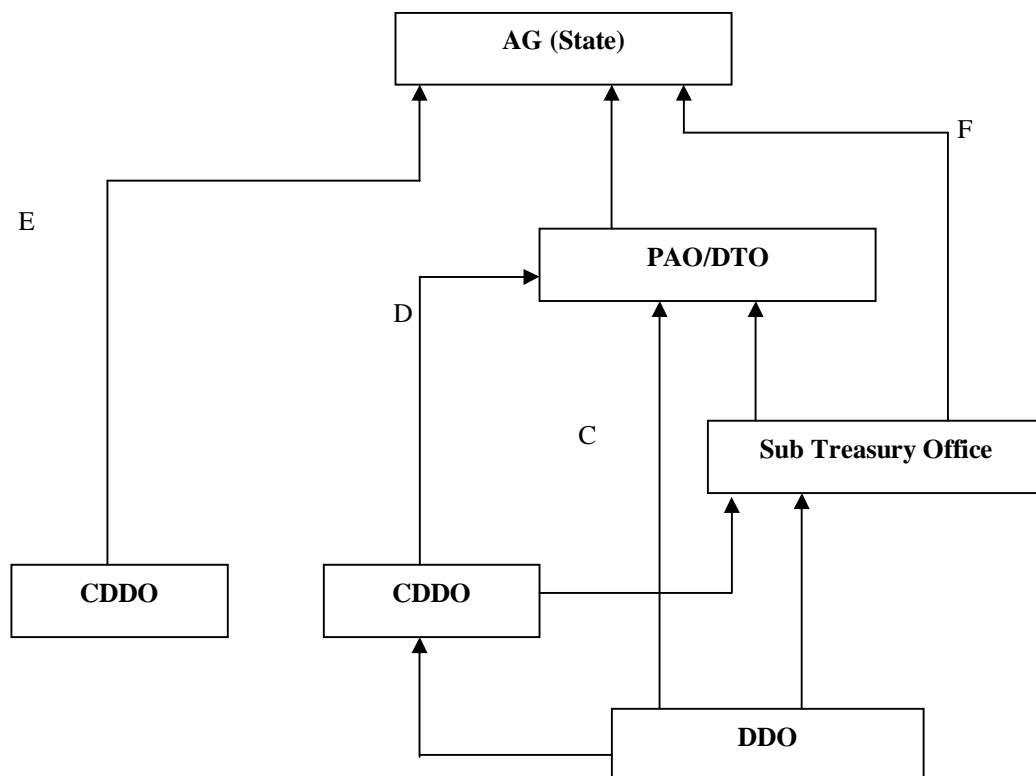 AG (State)
F
E
PAO/DTO
D
C
Sub Treasury Office
CDDO
CDDO
DDO